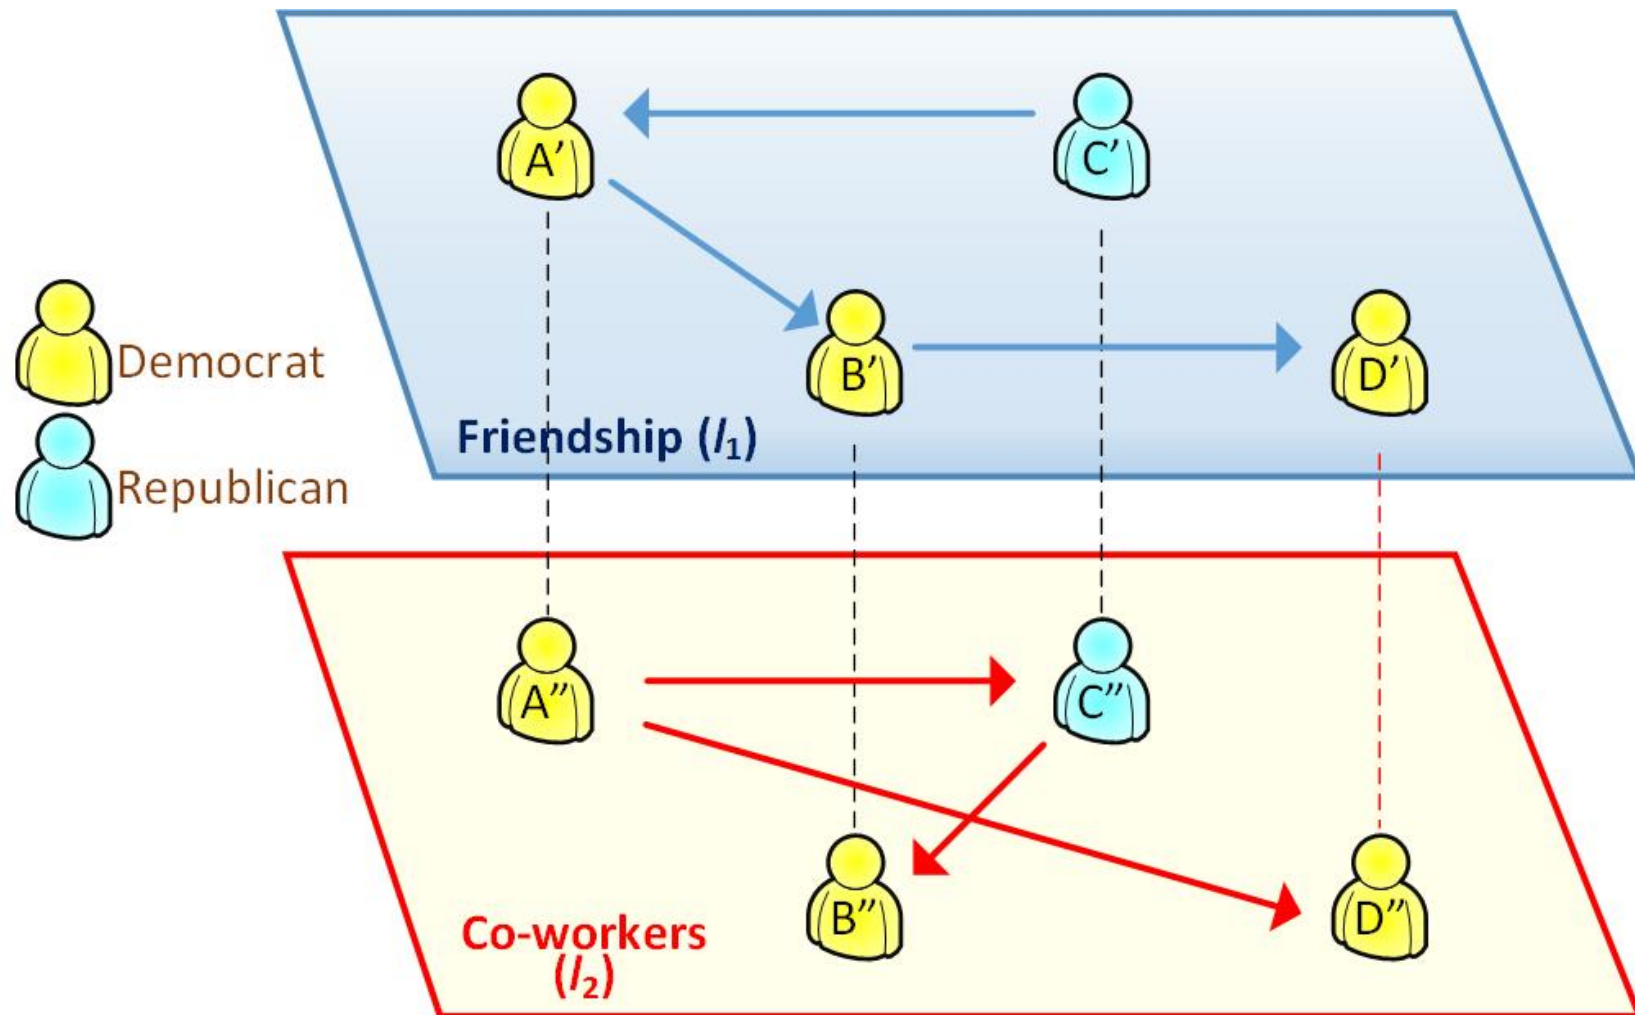 A’
C’
Democrat
B’
D’
Friendship (l1)
Republican
A”
C”
B”
D”
Co-workers
(l2)